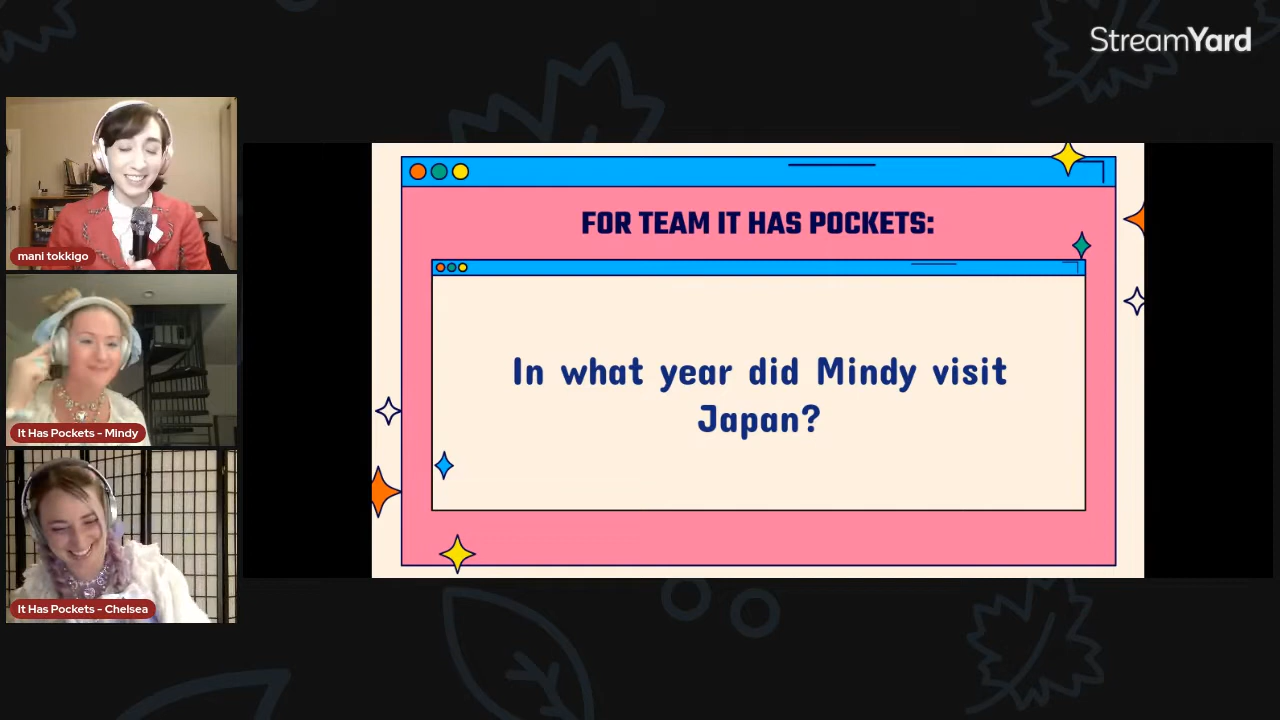 StreamYard
mani tokkigo
It Has Pockets - Mindy
It Has Pockets - Chelsea
FOR TEAM IT HAS POCKETS:
In what year did Mindy visit
Japan?